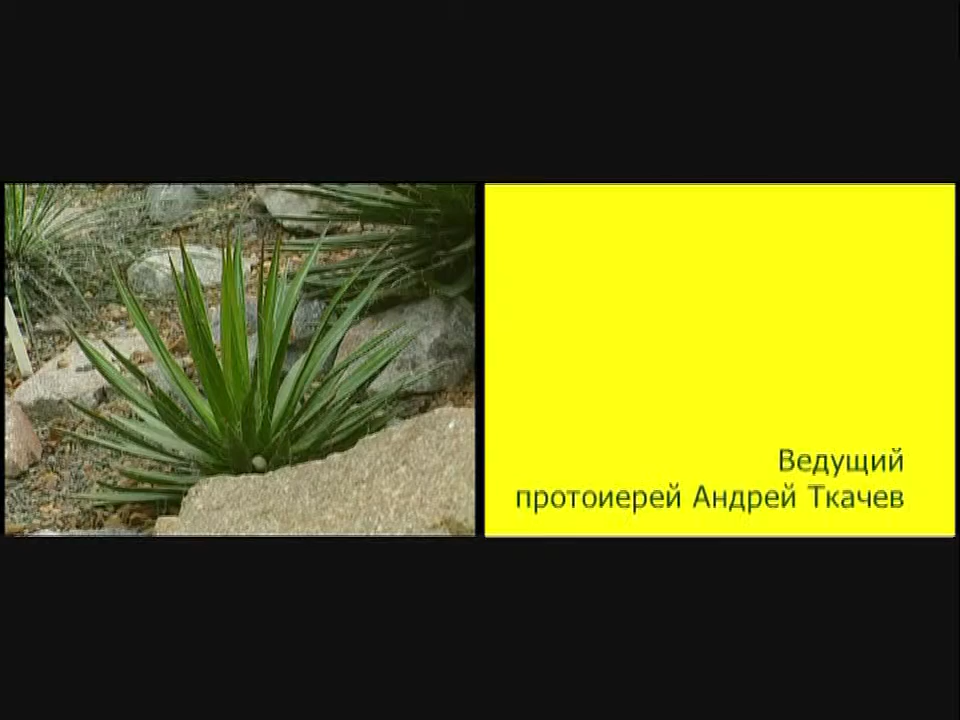 Ведущий
протоиерей Андрей Ткачев